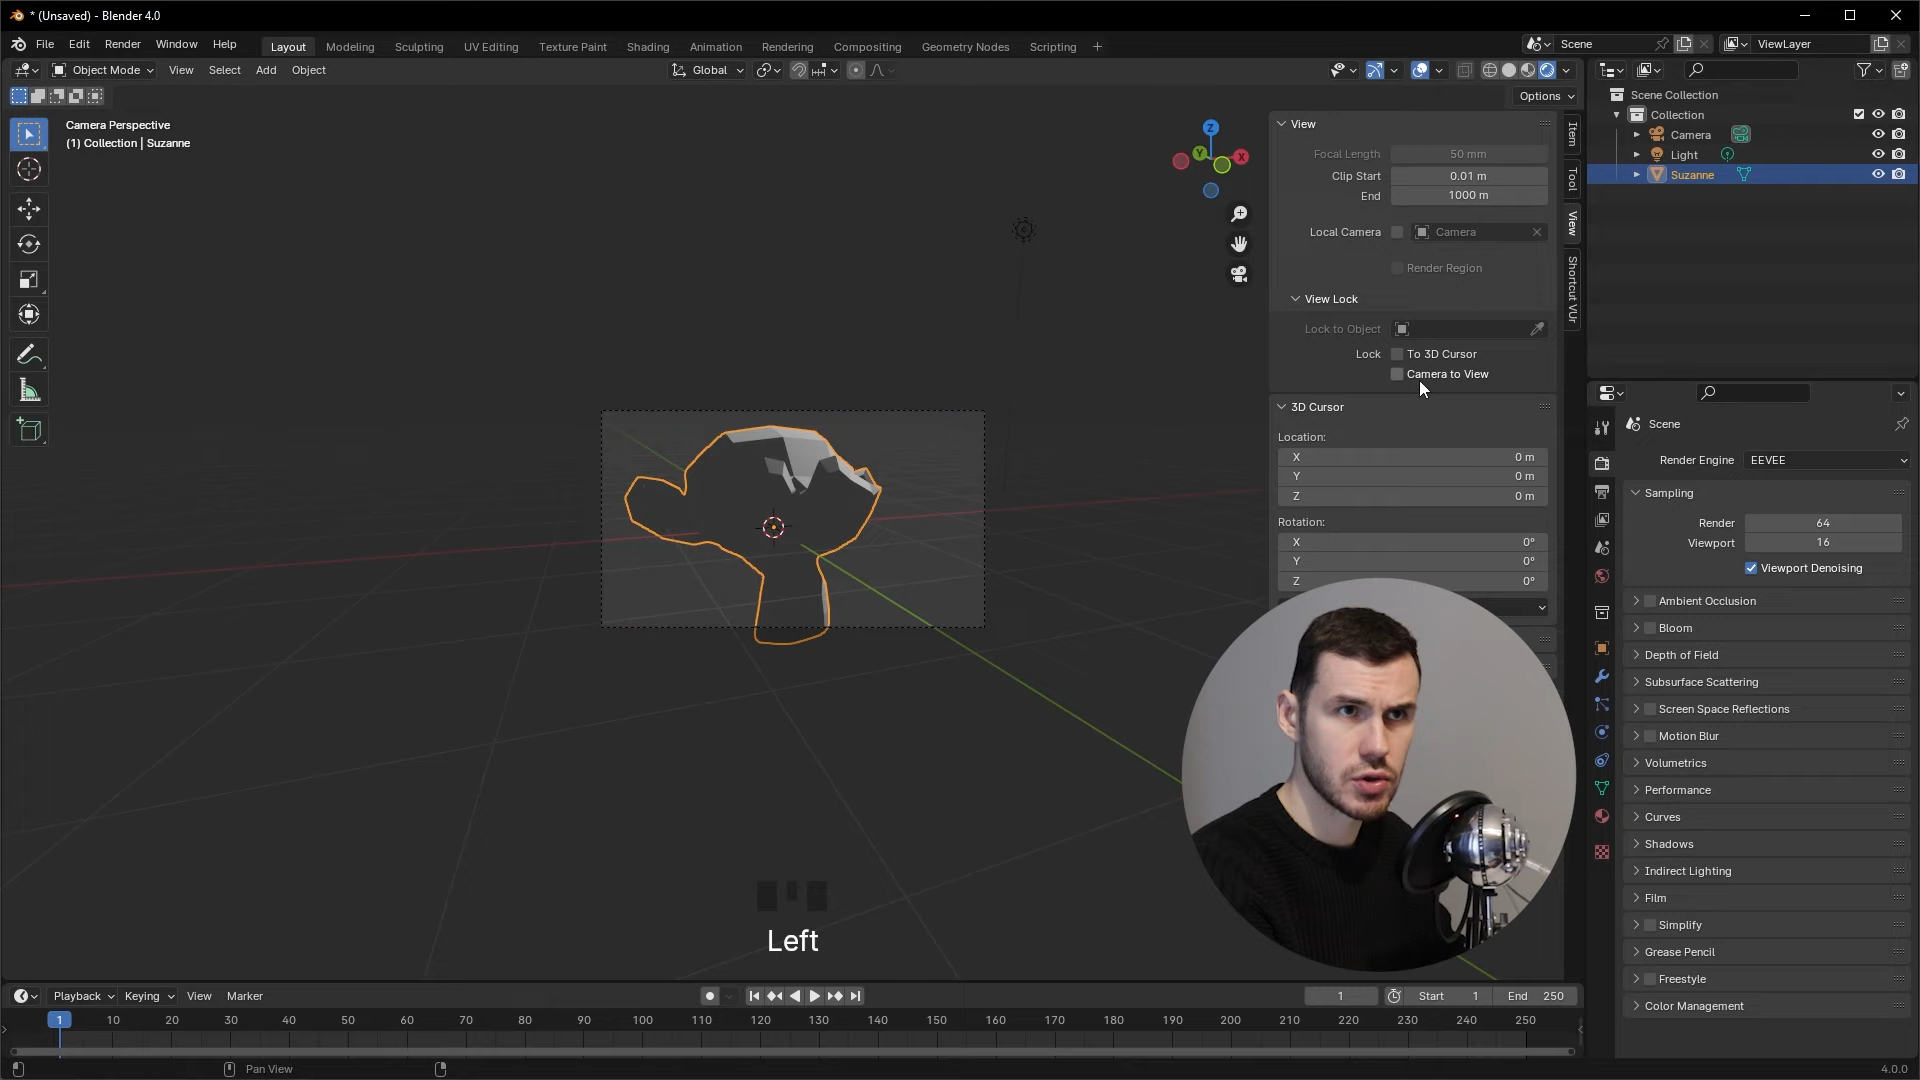 * (Unsaved) - Blender 4.0
File Edit Render Window Help Layout Modeling Sculpting UV Editing Texture Paint Shading Animation Rendering Compositing Geometry Nodes Scripting + Scene ViewLayer
Object Mode View Select Add Object Global
Options
Camera Perspective
(1) Collection | Suzanne
Z
Y
X
View
Focal Length 50 mm
Clip Start 0.01 m
End 1000 m
Local Camera Camera
Render Region
View Lock
Lock to Object
Lock To 3D Cursor
Camera to View
3D Cursor
Location:
X 0 m
Y 0 m
Z 0 m
Rotation:
X 0°
Y 0°
Z 0°
Item
Tool
View
Shortcut VUr
Scene Collection
Collection
Camera
Light
Suzanne
Scene
Render Engine EEVEE
Sampling
Render 64
Viewport 16
Viewport Denoising
Ambient Occlusion
Bloom
Depth of Field
Subsurface Scattering
Screen Space Reflections
Motion Blur
Volumetrics
Performance
Curves
Shadows
Indirect Lighting
Film
Simplify
Grease Pencil
Freestyle
Color Management
Left
Playback Keying View Marker 1 Start 1 End 250
1 10 20 30 40 50 60 70 80 90 100 110 120 130 140 150 160 170 180 190 200 210 220 230 240 250
Pan View 4.0.0